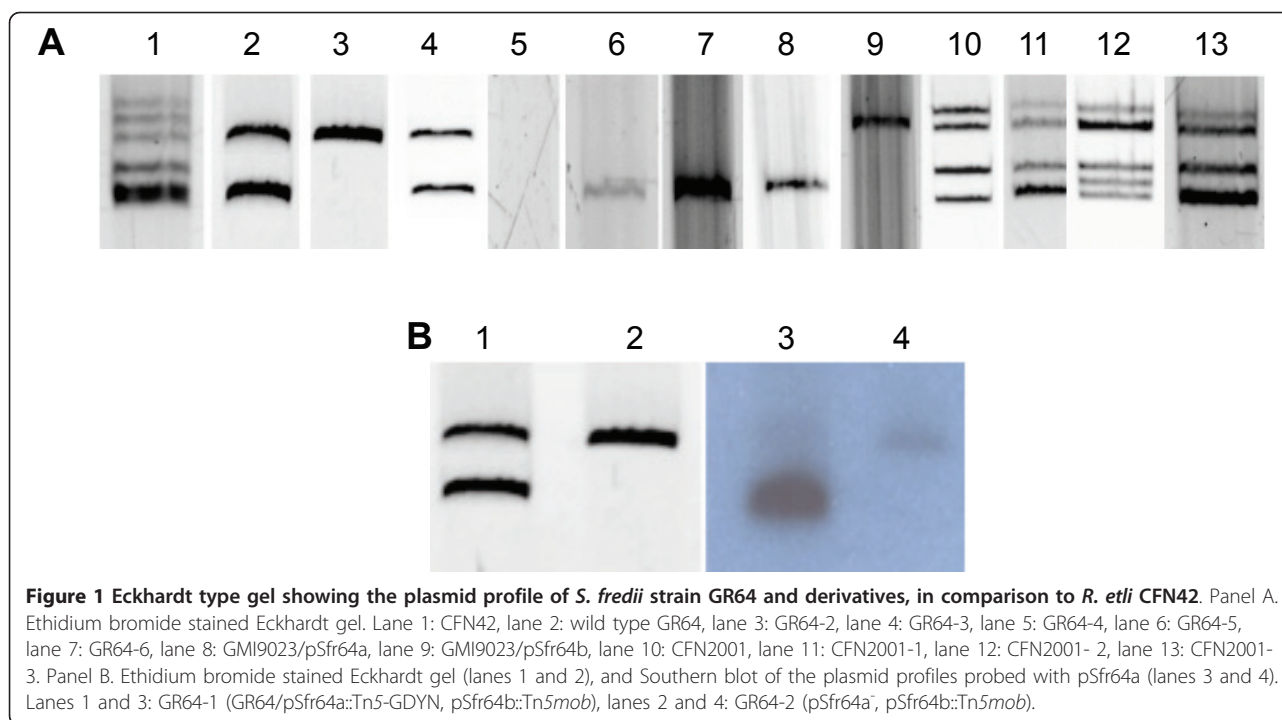 A 1 2 3 4 5 6 7 8 9 10 11 12 13
B 1 2 3 4
Figure 1 Eckhardt type gel showing the plasmid profile of S. fredii strain GR64 and derivatives, in comparison to R. etli CFN42. Panel A.
Ethidium bromide stained Eckhardt gel. Lane 1: CFN42, lane 2: wild type GR64, lane 3: GR64-2, lane 4: GR64-3, lane 5: GR64-4, lane 6: GR64-5,
lane 7: GR64-6, lane 8: GMI9023/pSfr64a, lane 9: GMI9023/pSfr64b, lane 10: CFN2001, lane 11: CFN2001-1, lane 12: CFN2001- 2, lane 13: CFN2001-
3. Panel B. Ethidium bromide stained Eckhardt gel (lanes 1 and 2), and Southern blot of the plasmid profiles probed with pSfr64a (lanes 3 and 4).
Lanes 1 and 3: GR64-1 (GR64/pSfr64a::Tn5-GDYN, pSfr64b::Tn5mob), lanes 2 and 4: GR64-2 (pSfr64a⁻, pSfr64b::Tn5mob).